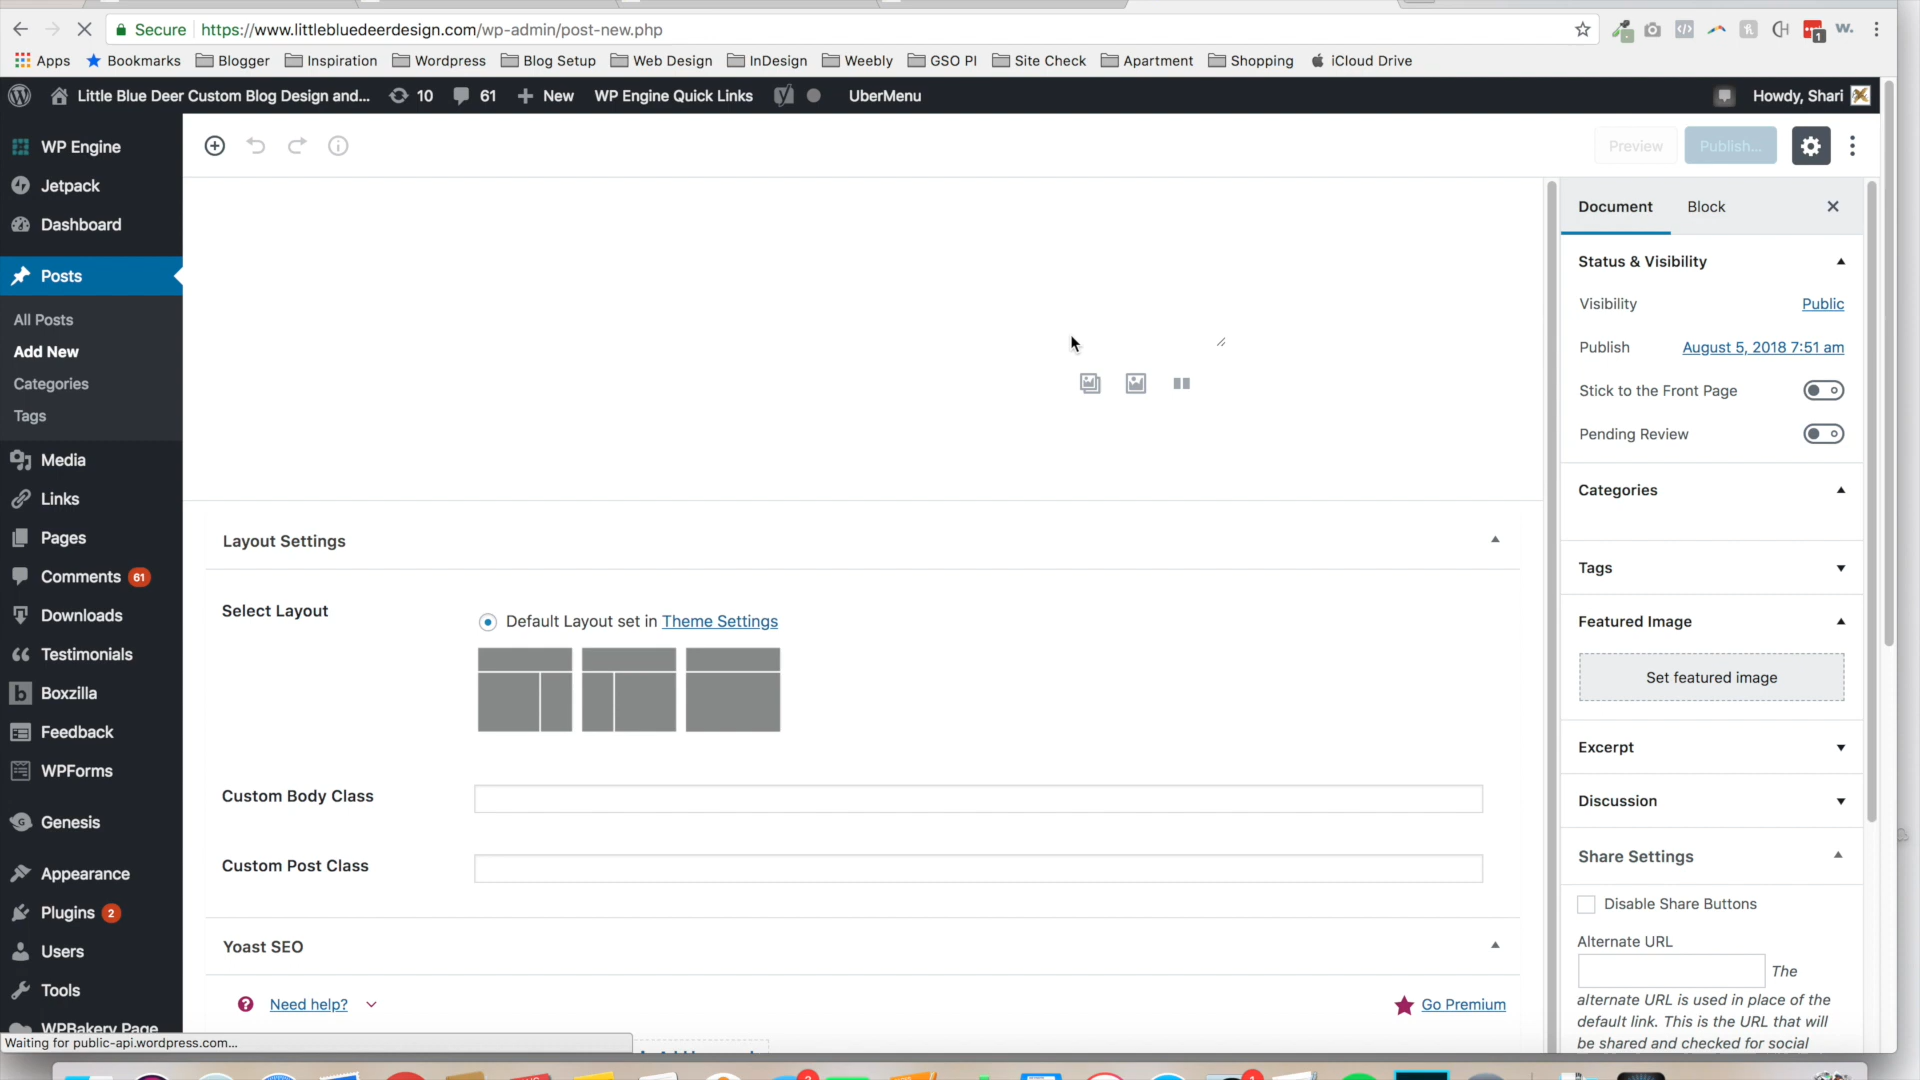 Secure https://www.littlebluedeerdesign.com/wp-admin/post-new.php
Apps Bookmarks Blogger Inspiration Wordpress Blog Setup Web Design InDesign Weebly GSO PI Site Check Apartment Shopping iCloud Drive
Little Blue Deer Custom Blog Design and... 10 61 New WP Engine Quick Links UberMenu Howdy, Shari
WP Engine
Jetpack
Dashboard
Posts
All Posts
Add New
Categories
Tags
Media
Links
Pages
Comments 61
Downloads
Testimonials
Boxzilla
Feedback
WPForms
Genesis
Appearance
Plugins 2
Users
Tools
WPBakery Page
Waiting for public-api.wordpress.com...
Preview Publish...
Layout Settings
Select Layout
Default Layout set in Theme Settings
Custom Body Class
Custom Post Class
Yoast SEO
Need help?
Go Premium
Document Block
Status & Visibility
Visibility Public
Publish August 5, 2018 7:51 am
Stick to the Front Page
Pending Review
Categories
Tags
Featured Image
Set featured image
Excerpt
Discussion
Share Settings
Disable Share Buttons
Alternate URL
The
alternate URL is used in place of the
default link. This is the URL that will
be shared and checked for social